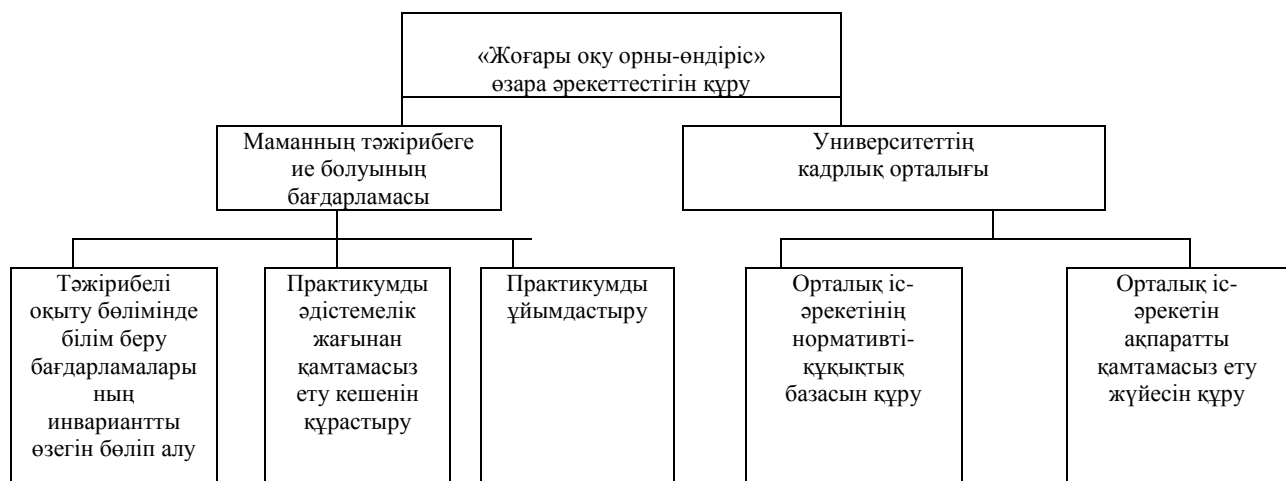 «Жоғары оқу орны-өндіріс»
өзара әрекеттестігін құру
Маманның тәжірибеге
ие болуының
бағдарламасы
Университеттің
кадрлық орталығы
Тәжірибелі
оқыту бөлімінде
білім беру
бағдарламалары
ның
инвариантты
өзегін бөліп алу
Практикумды
әдістемелік
жағынан
қамтамасыз
ету кешенін
құрастыру
Практикумды
ұйымдастыру
Орталық іс-
әрекетінің
нормативті-
құқықтық
базасын құру
Орталық іс-
әрекетін
ақпаратты
қамтамасыз ету
жүйесін құру